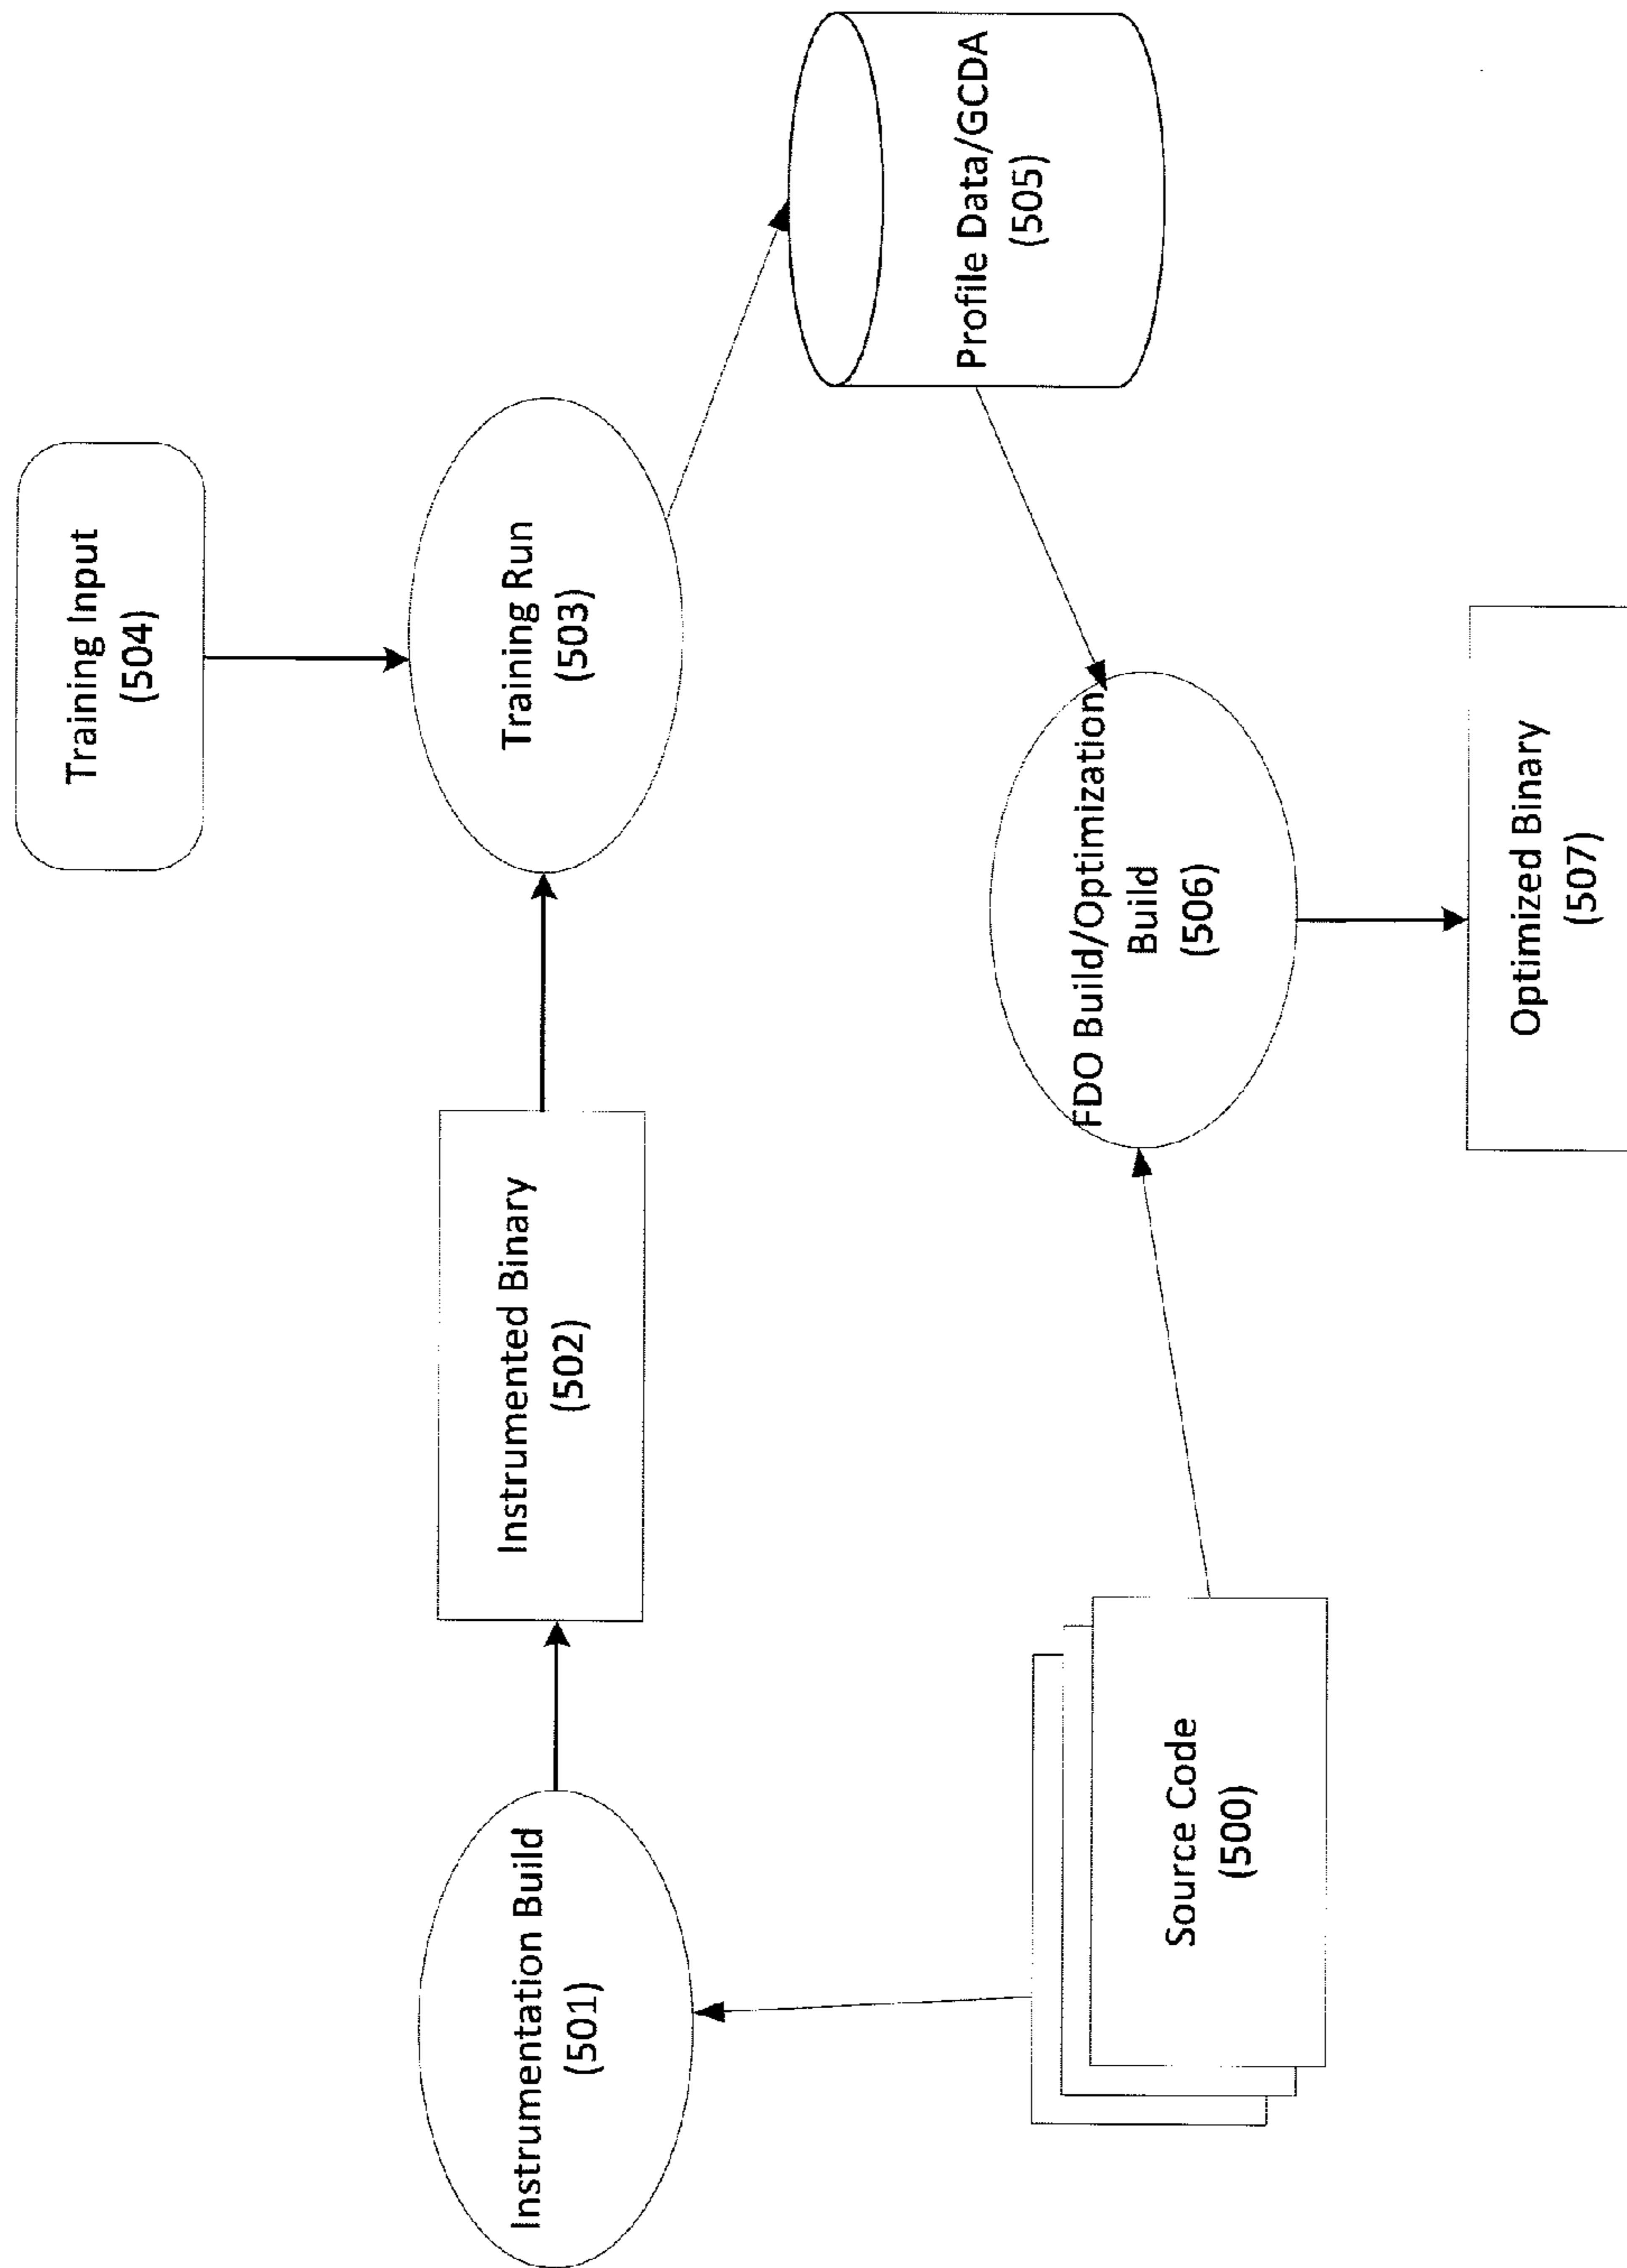 Training Input
(504)
Instrumentation Build
(501)
Instrumented Binary
(502)
Training Run
(503)
Profile Data/GCDA
(505)
Source Code
(500)
FDO Build/Optimization
Build
(506)
Optimized Binary
(507)